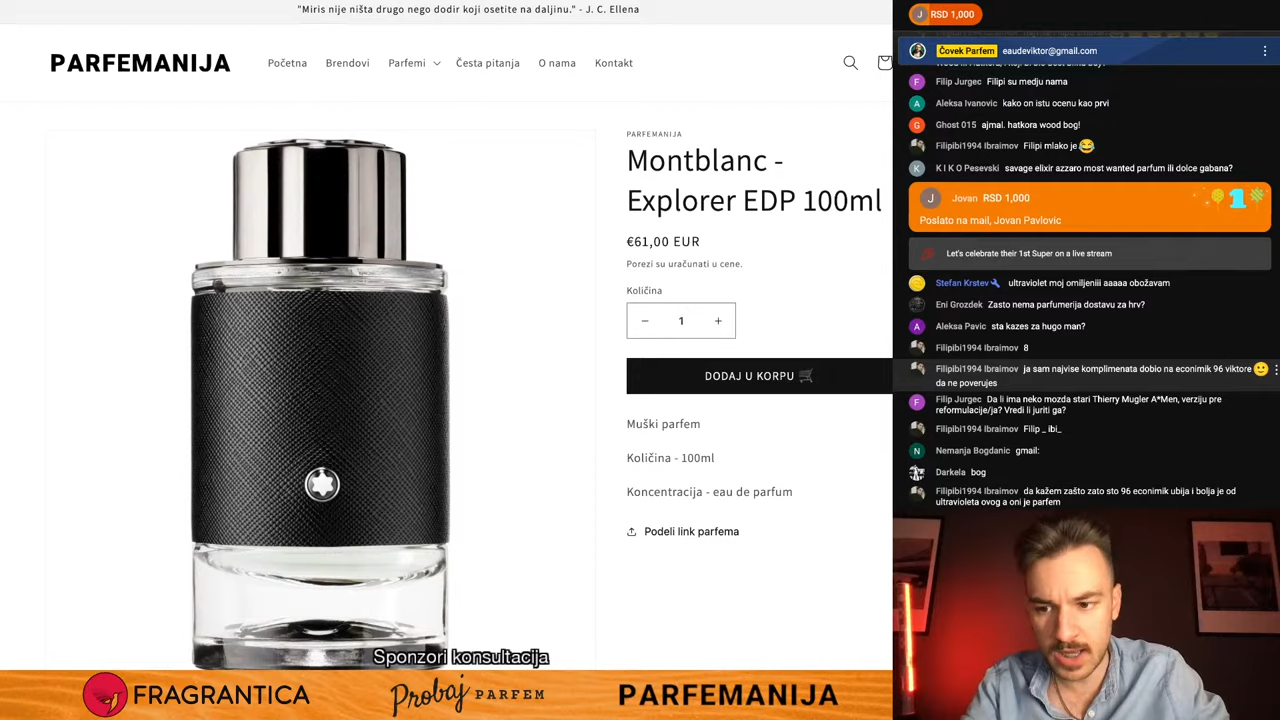 "Miris nije ništa drugo nego dodir koji osetite na daljinu." - J. C. Ellena
PARFEMANIJA
Početna
Brendovi
Parfemi
Česta pitanja
O nama
Kontakt
PARFEMANIJA
Montblanc -
Explorer EDP 100ml
€61,00 EUR
Porezi su uračunati u cene.
Količina
− 1 +
DODAJ U KORPU
Muški parfem
Količina - 100ml
Koncentracija - eau de parfum
Podeli link parfema
Sponzori konsultacija
FRAGRANTICA
Probaj PARFEM
PARFEMANIJA
J RSD 1,000
Čovek Parfem eaudeviktor@gmail.com
F Filip Jurgec Filipi su medju nama
A Aleksa Ivanovic kako on istu ocenu kao prvi
G Ghost 015 ajmal. hatkora wood bog!
Filipibi1994 Ibraimov Filipi mlako je 😂
K K I K O Pesevski savage elixir azzaro most wanted parfum ili dolce gabana?
J Jovan RSD 1,000
Poslato na mail, Jovan Pavlovic
Let's celebrate their 1st Super on a live stream
Stefan Krstev ultraviolet moj omiljeniii aaaaa obožavam
Eni Grozdek Zasto nema parfumerija dostavu za hrv?
A Aleksa Pavic sta kazes za hugo man?
Filipibi1994 Ibraimov 8
Filipibi1994 Ibraimov ja sam najvise komplimenata dobio na econimik 96 viktore 🙂
da ne poverujes
F Filip Jurgec Da li ima neko mozda stari Thierry Mugler A*Men, verziju pre
reformulacije/ja? Vredi li juriti ga?
Filipibi1994 Ibraimov Filip _ ibi_
N Nemanja Bogdanic gmail:
Darkela bog
Filipibi1994 Ibraimov da kažem zašto zato sto 96 econimik ubija i bolja je od
ultravioleta ovog a oni je parfem